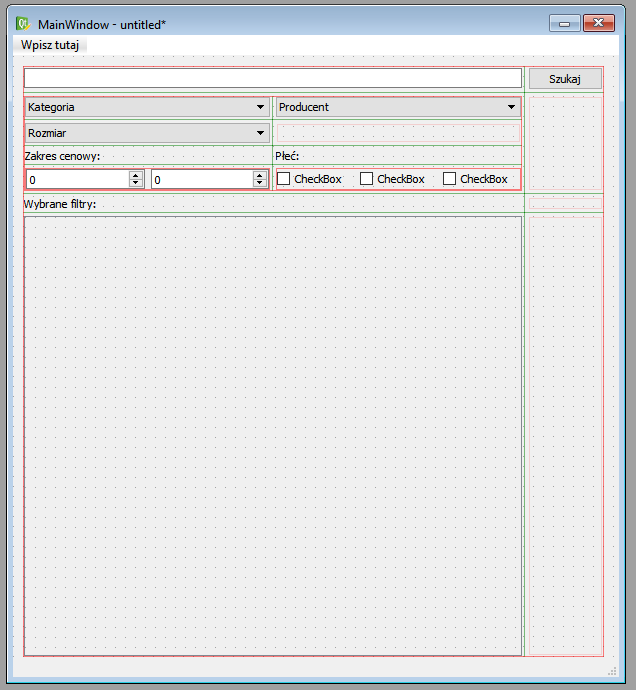 MainWindow - untitled*
Wpisz tutaj
Szukaj
Kategoria Producent
Rozmiar
Zakres cenowy: Płeć:
0 0 CheckBox CheckBox CheckBox
Wybrane filtry: